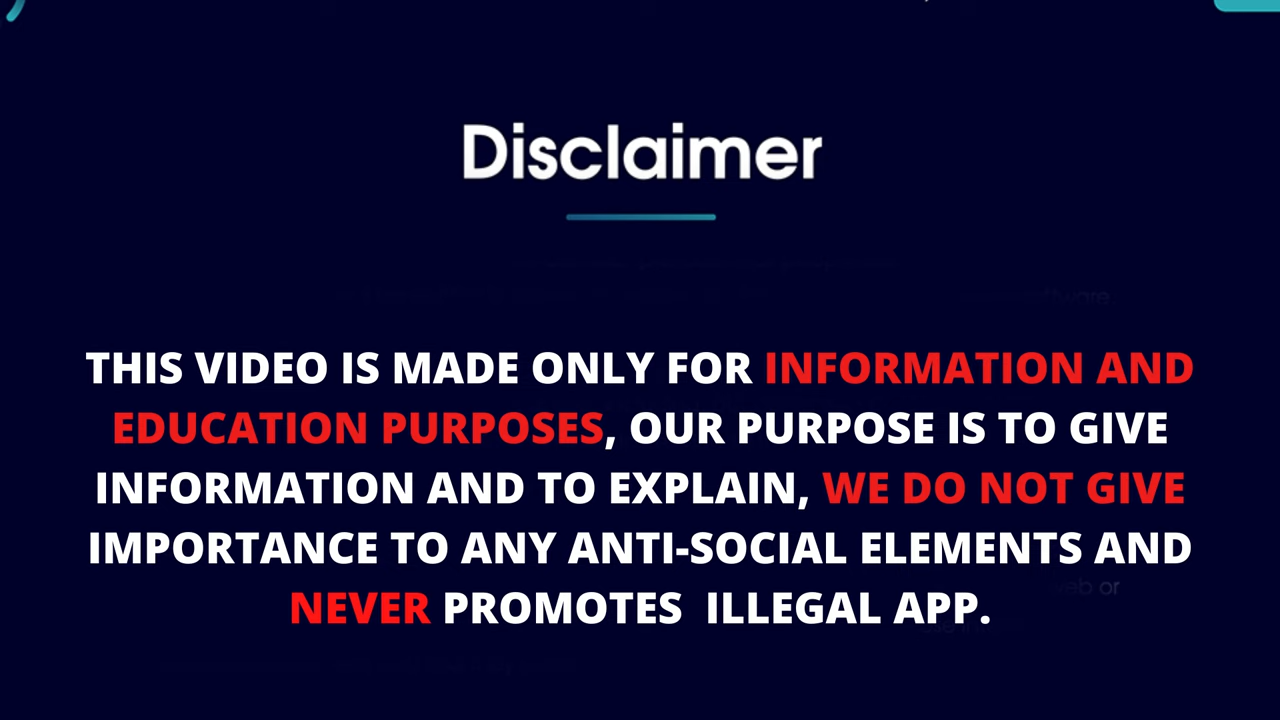 Disclaimer
THIS VIDEO IS MADE ONLY FOR INFORMATION AND
EDUCATION PURPOSES, OUR PURPOSE IS TO GIVE
INFORMATION AND TO EXPLAIN, WE DO NOT GIVE
IMPORTANCE TO ANY ANTI-SOCIAL ELEMENTS AND
NEVER PROMOTES  ILLEGAL APP.